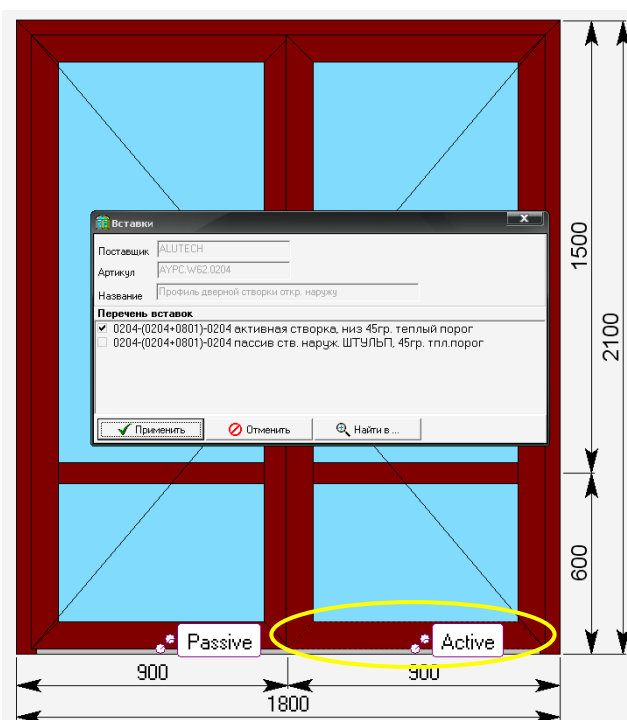 Вставки
Поставщик ALUTECH
Артикул AYPC.W62.0204
Название Профиль дверной створки откр. наружу
Перечень вставок
0204-(0204+0801)-0204 активная створка, низ 45гр. теплый порог
0204-(0204+0801)-0204 пассив ств. наруж. ШТУЛЬП, 45гр. тпл.порог
Применить Отменить Найти в ...
1500
2100
600
Passive Active
900 900
1800